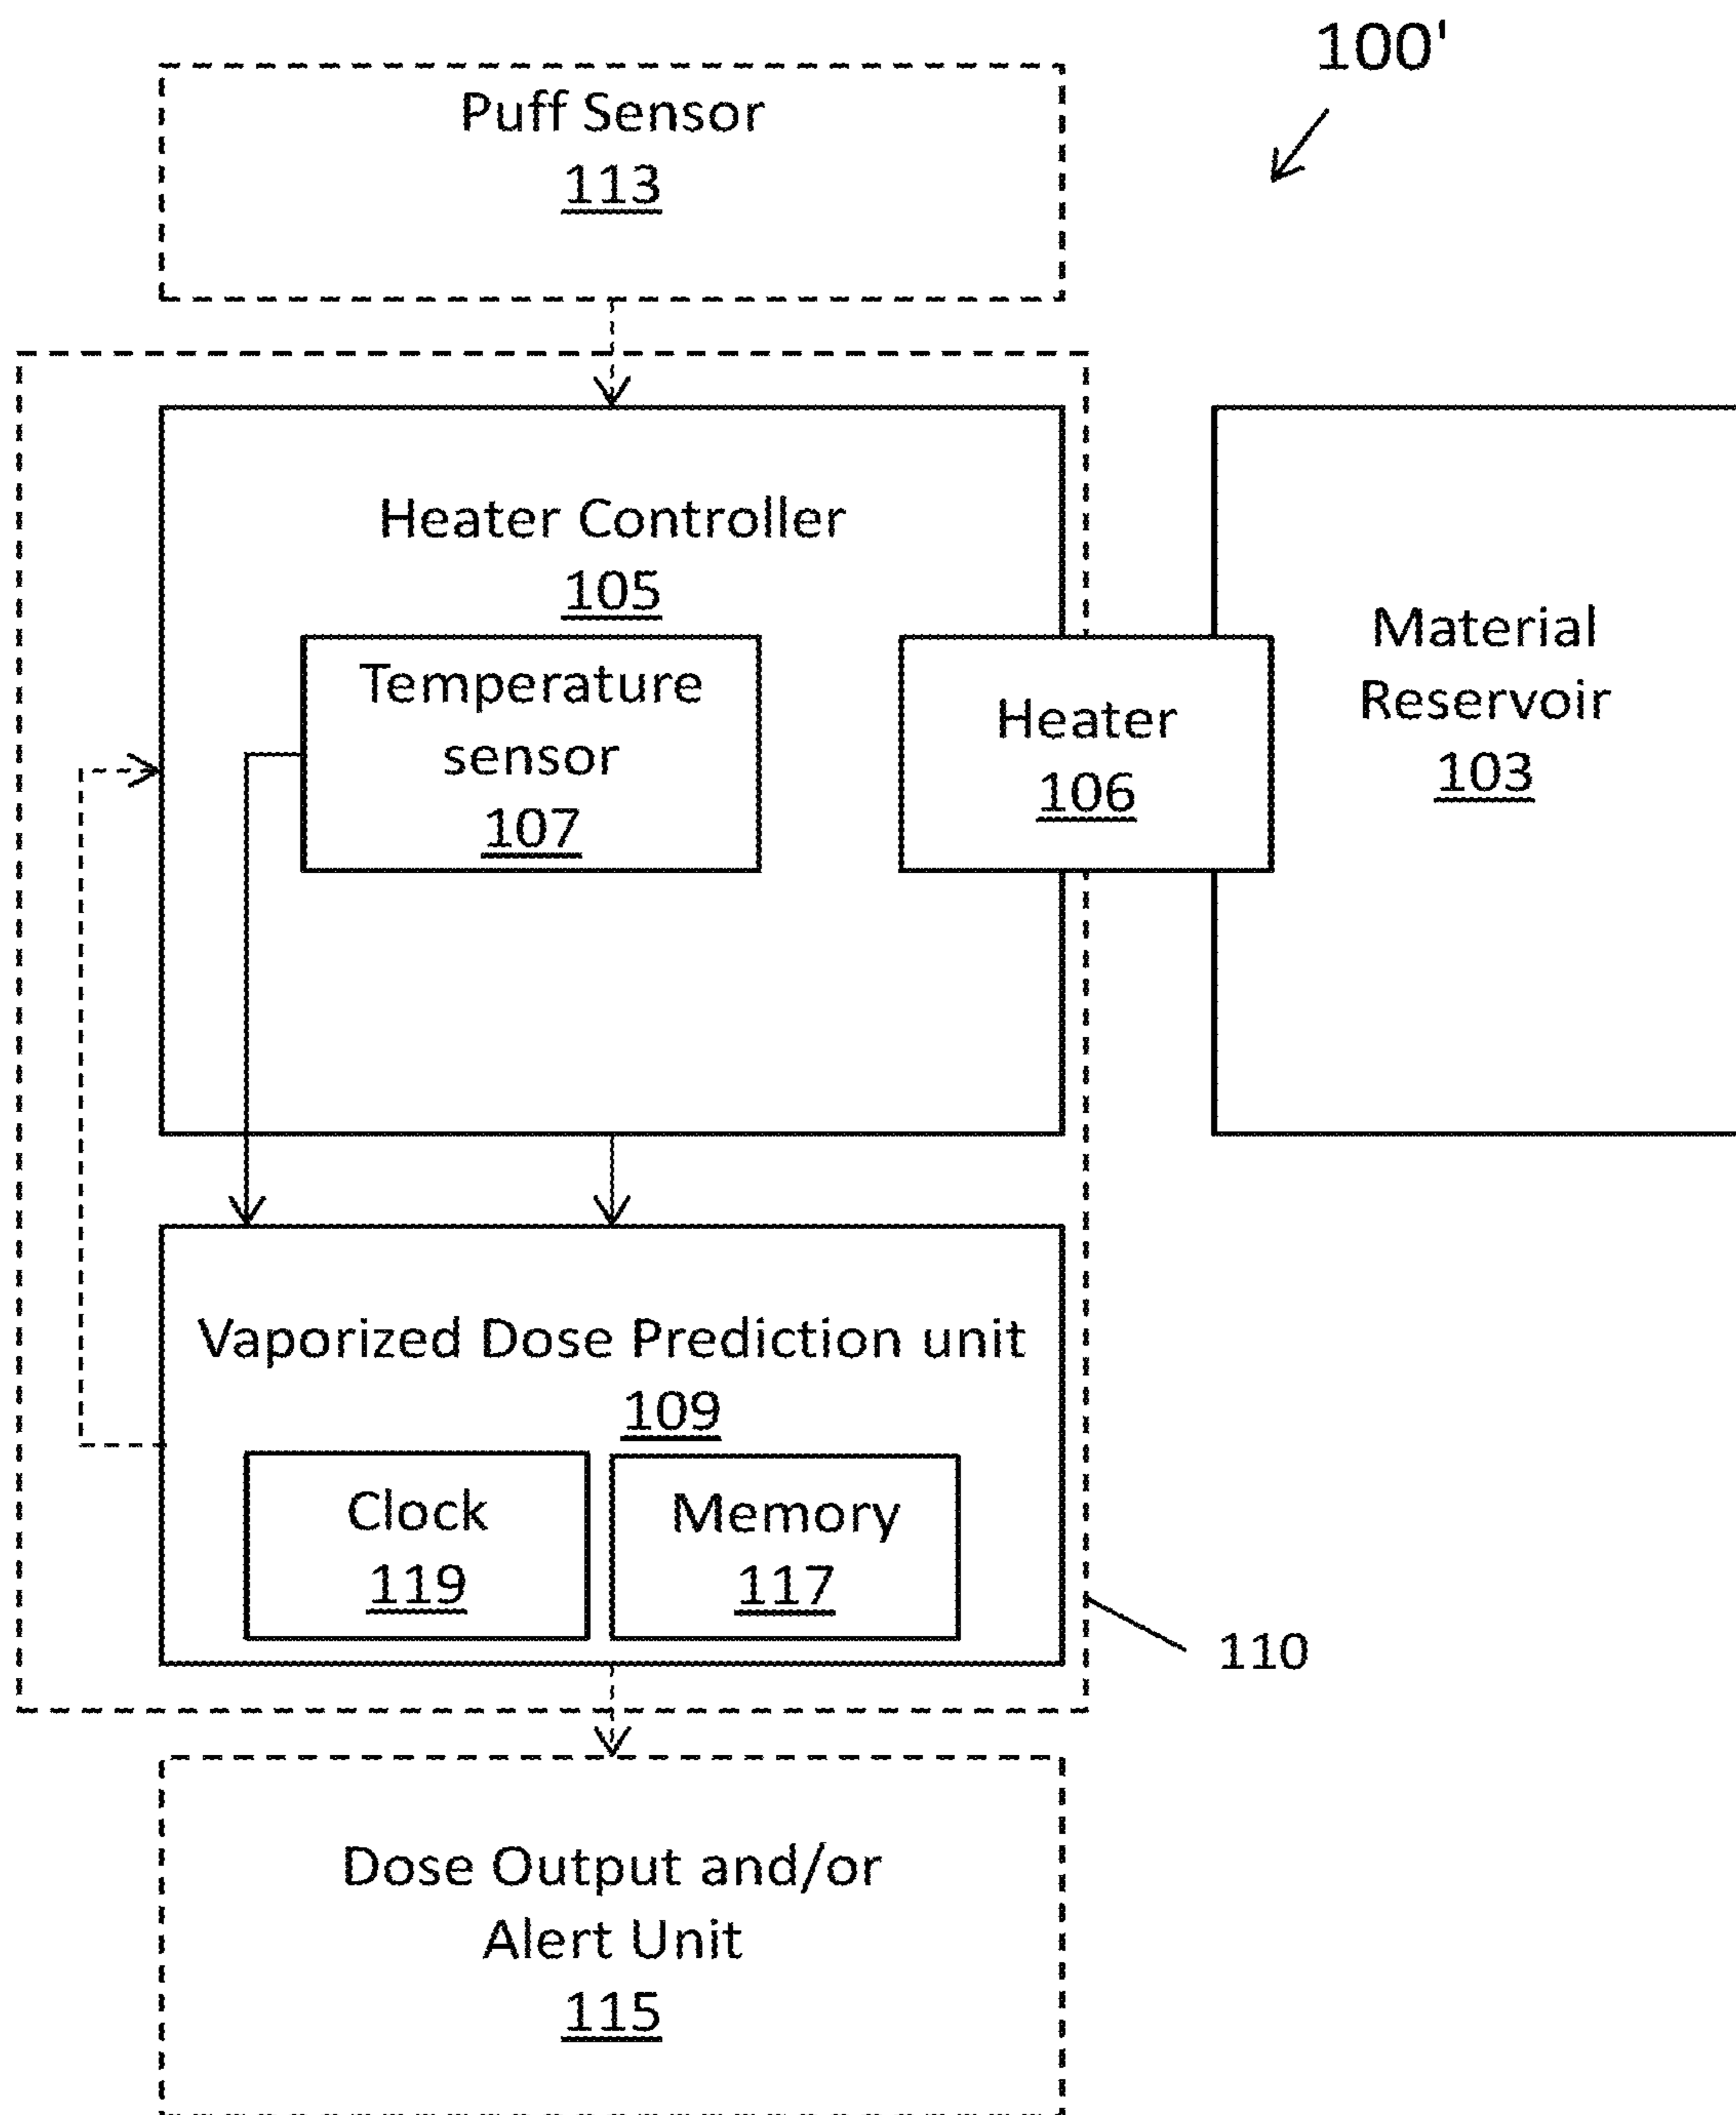 100'
Puff Sensor
113
Heater Controller
105
Temperature
sensor
107
Heater
106
Material
Reservoir
103
Vaporized Dose Prediction unit
109
Clock
119
Memory
117
110
Dose Output and/or
Alert Unit
115